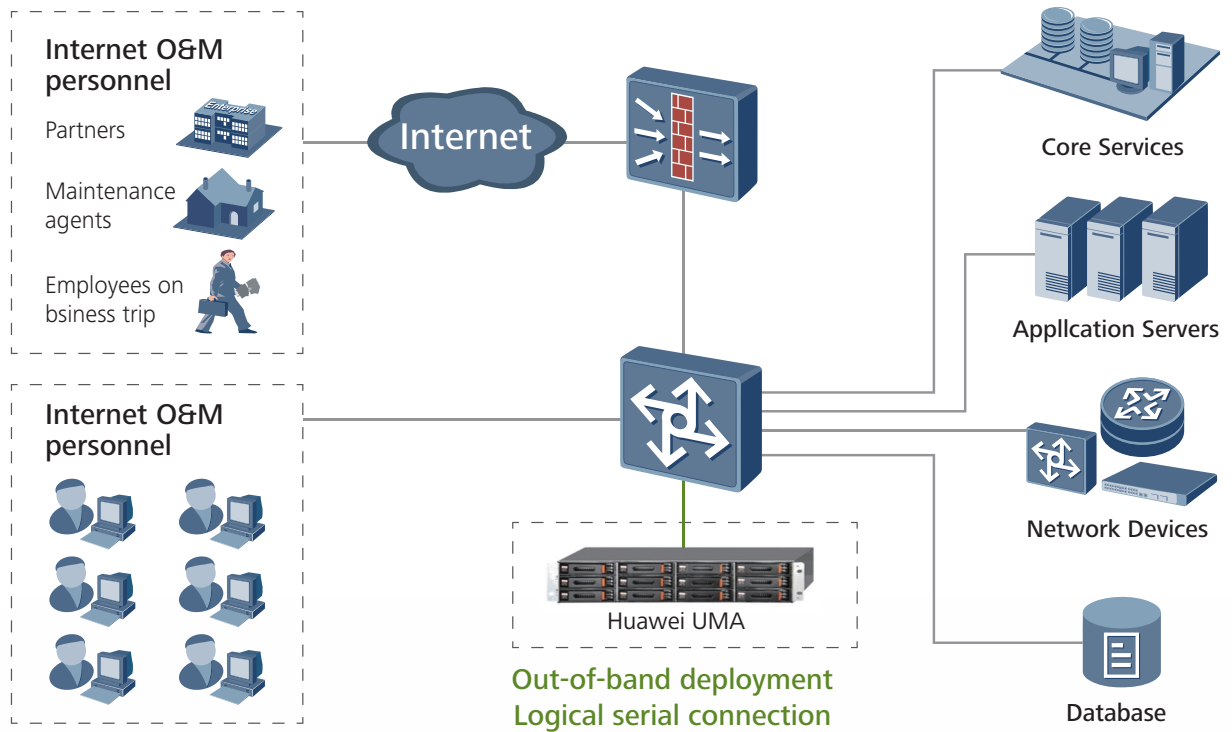 Internet O&M
personnel
Partners
Enterprise
Maintenance
agents
Employees on
bsiness trip
Internet
Internet O&M
personnel
Huawei UMA
Out-of-band deployment
Logical serial connection
Core Services
Appllcation Servers
Network Devices
Database